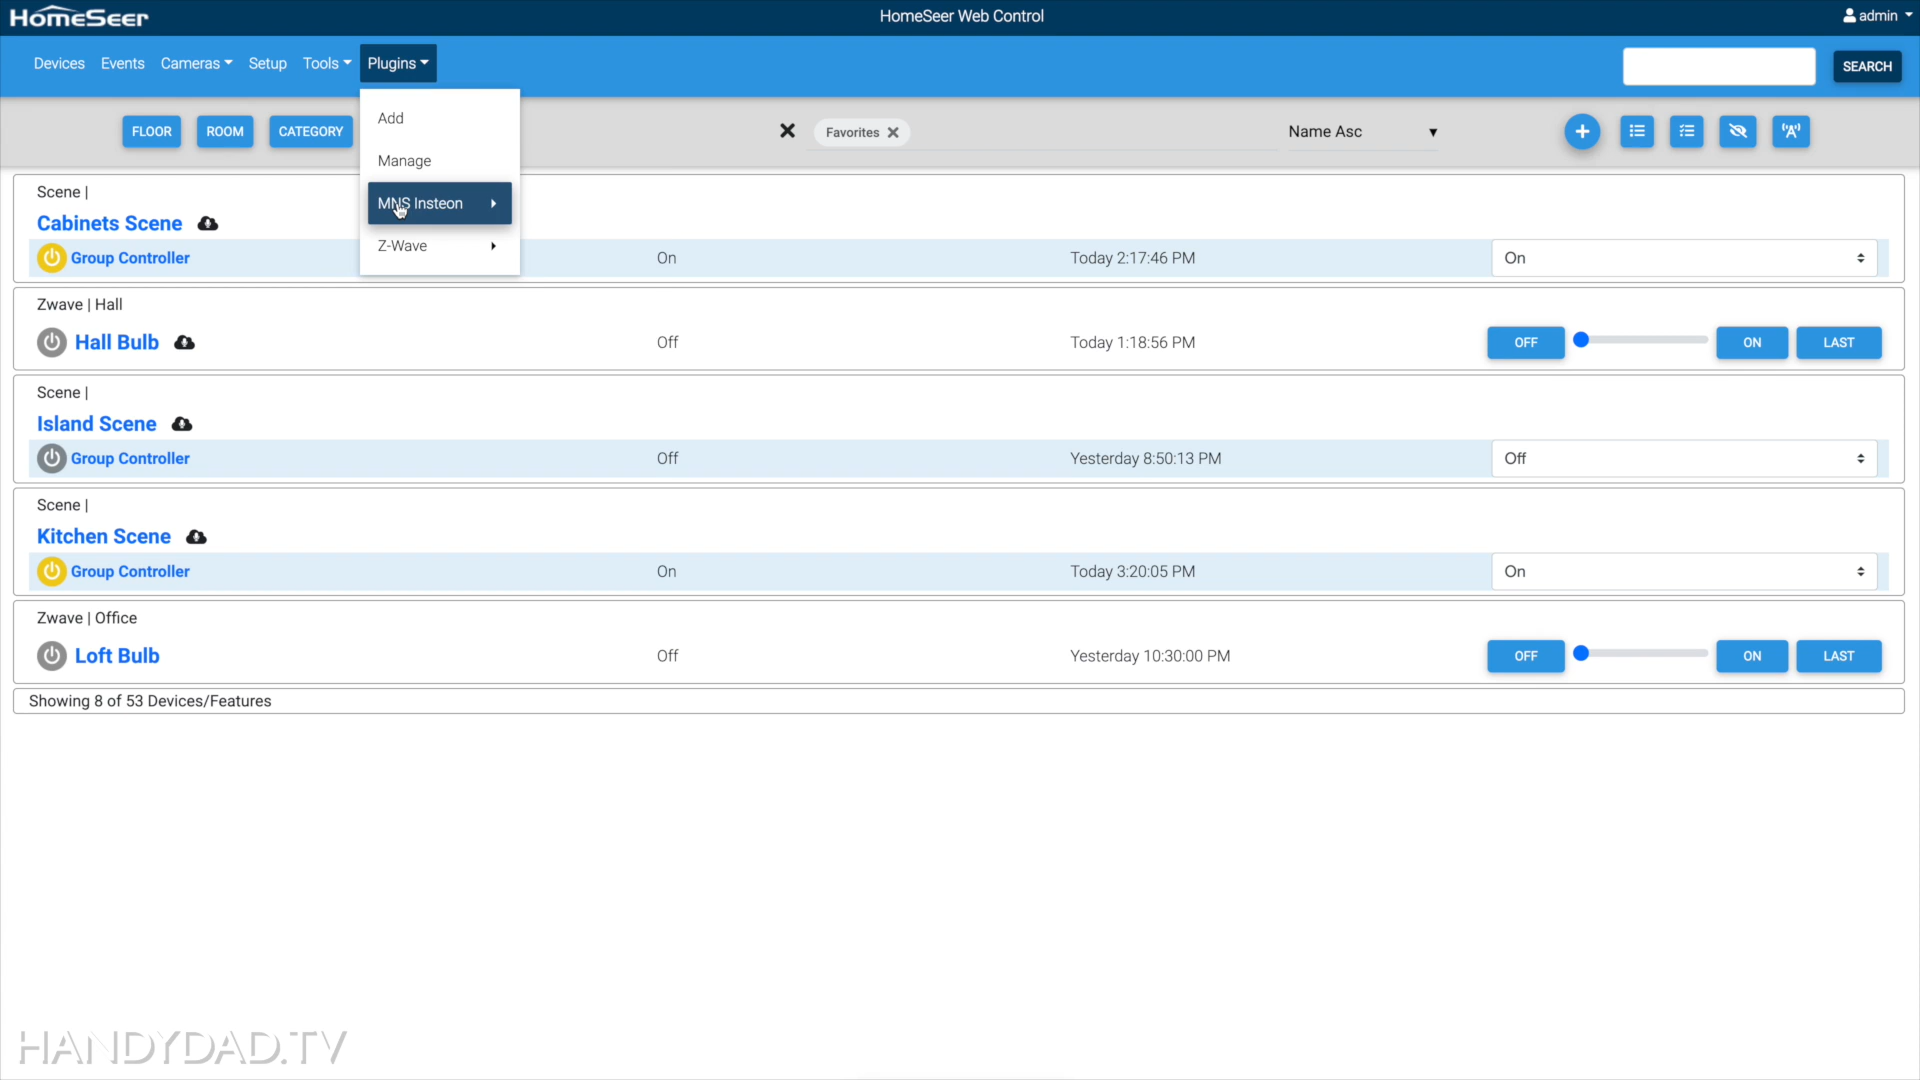 HomeSeer
HomeSeer Web Control
admin
Devices Events Cameras Setup Tools Plugins
SEARCH
Add
Manage
MNS Insteon
Z-Wave
FLOOR ROOM CATEGORY
Favorites
Name Asc
Scene |
Cabinets Scene
Group Controller On Today 2:17:46 PM On
Zwave | Hall
Hall Bulb Off Today 1:18:56 PM OFF ON LAST
Scene |
Island Scene
Group Controller Off Yesterday 8:50:13 PM Off
Scene |
Kitchen Scene
Group Controller On Today 3:20:05 PM On
Zwave | Office
Loft Bulb Off Yesterday 10:30:00 PM OFF ON LAST
Showing 8 of 53 Devices/Features
HANDYDAD.TV